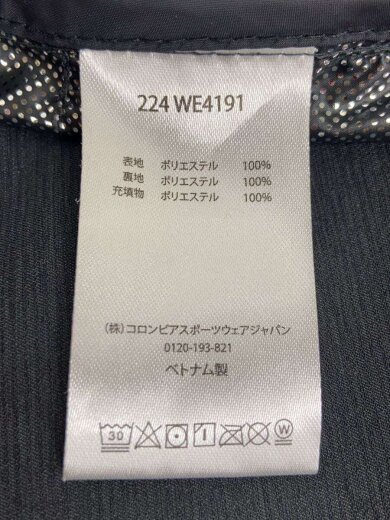 224 WE4191
表地 ポリエステル 100%
裏地 ポリエステル 100%
充填物 ポリエステル 100%
(株)コロンビアスポーツウェアジャパン
0120-193-821
ベトナム製
30 W